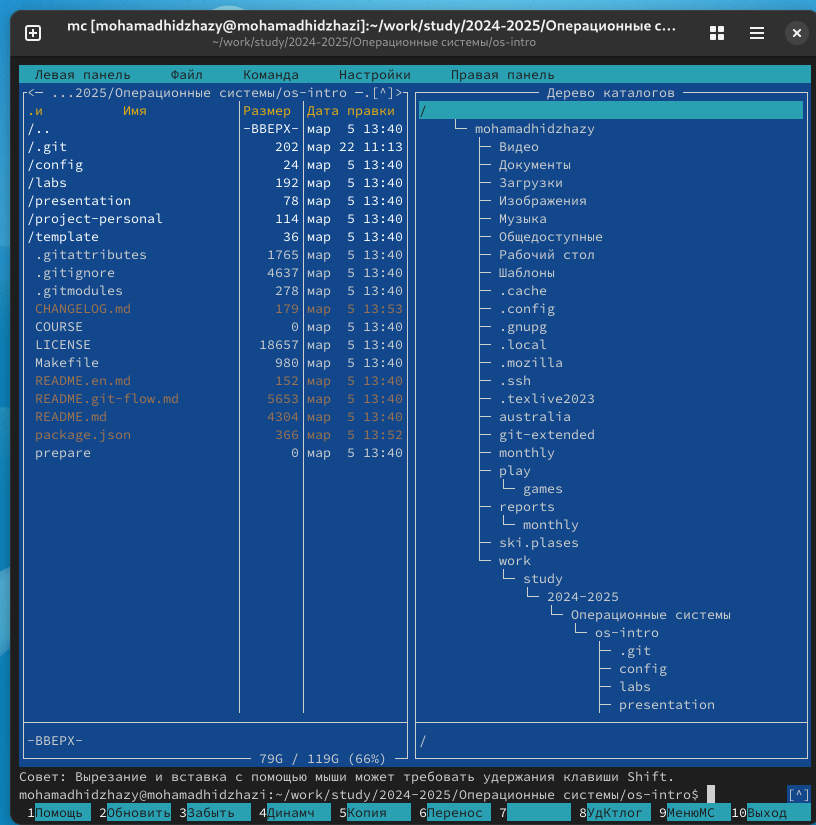 mc [mohamadhidzhazy@mohamadhidzhazi]:~/work/study/2024-2025/Операционные с...
~/work/study/2024-2025/Операционные системы/os-intro
Левая панель Файл Команда Настройки Правая панель
<— ...2025/Операционные системы/os-intro —.[^]>
.и Имя Размер Дата правки
/.. -ВВЕРХ- мар 5 13:40
/.git 202 мар 22 11:13
/config 24 мар 5 13:40
/labs 192 мар 5 13:40
/presentation 78 мар 5 13:40
/project-personal 114 мар 5 13:40
/template 36 мар 5 13:40
.gitattributes 1765 мар 5 13:40
.gitignore 4637 мар 5 13:40
.gitmodules 278 мар 5 13:40
CHANGELOG.md 179 мар 5 13:53
COURSE 0 мар 5 13:40
LICENSE 18657 мар 5 13:40
Makefile 980 мар 5 13:40
README.en.md 152 мар 5 13:40
README.git-flow.md 5653 мар 5 13:40
README.md 4304 мар 5 13:40
package.json 366 мар 5 13:52
prepare 0 мар 5 13:40
-ВВЕРХ-
79G / 119G (66%)
Дерево каталогов
/
mohamadhidzhazy
Видео
Документы
Загрузки
Изображения
Музыка
Общедоступные
Рабочий стол
Шаблоны
.cache
.config
.gnupg
.local
.mozilla
.ssh
.texlive2023
australia
git-extended
monthly
play
games
reports
monthly
ski.plases
work
study
2024-2025
Операционные системы
os-intro
.git
config
labs
presentation
/
Совет: Вырезание и вставка с помощью мыши может требовать удержания клавиши Shift.
mohamadhidzhazy@mohamadhidzhazi:~/work/study/2024-2025/Операционные системы/os-intro$ [^]
1Помощь 2Обновить 3Забыть 4Динамч 5Копия 6Перенос 7 8УдКтлог 9МенюМС 10Выход